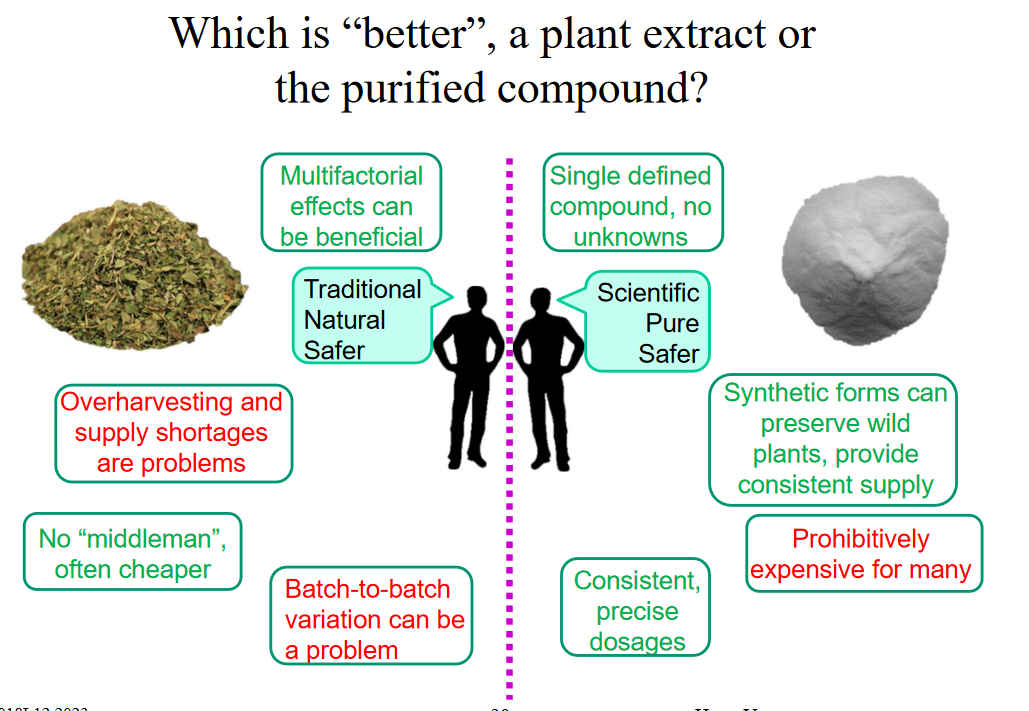 Which is “better”, a plant extract or
the purified compound?
Multifactorial
effects can
be beneficial
Single defined
compound, no
unknowns
Traditional
Natural
Safer
Scientific
Pure
Safer
Overharvesting and
supply shortages
are problems
Synthetic forms can
preserve wild
plants, provide
consistent supply
No “middleman”,
often cheaper
Prohibitively
expensive for many
Batch-to-batch
variation can be
a problem
Consistent,
precise
dosages